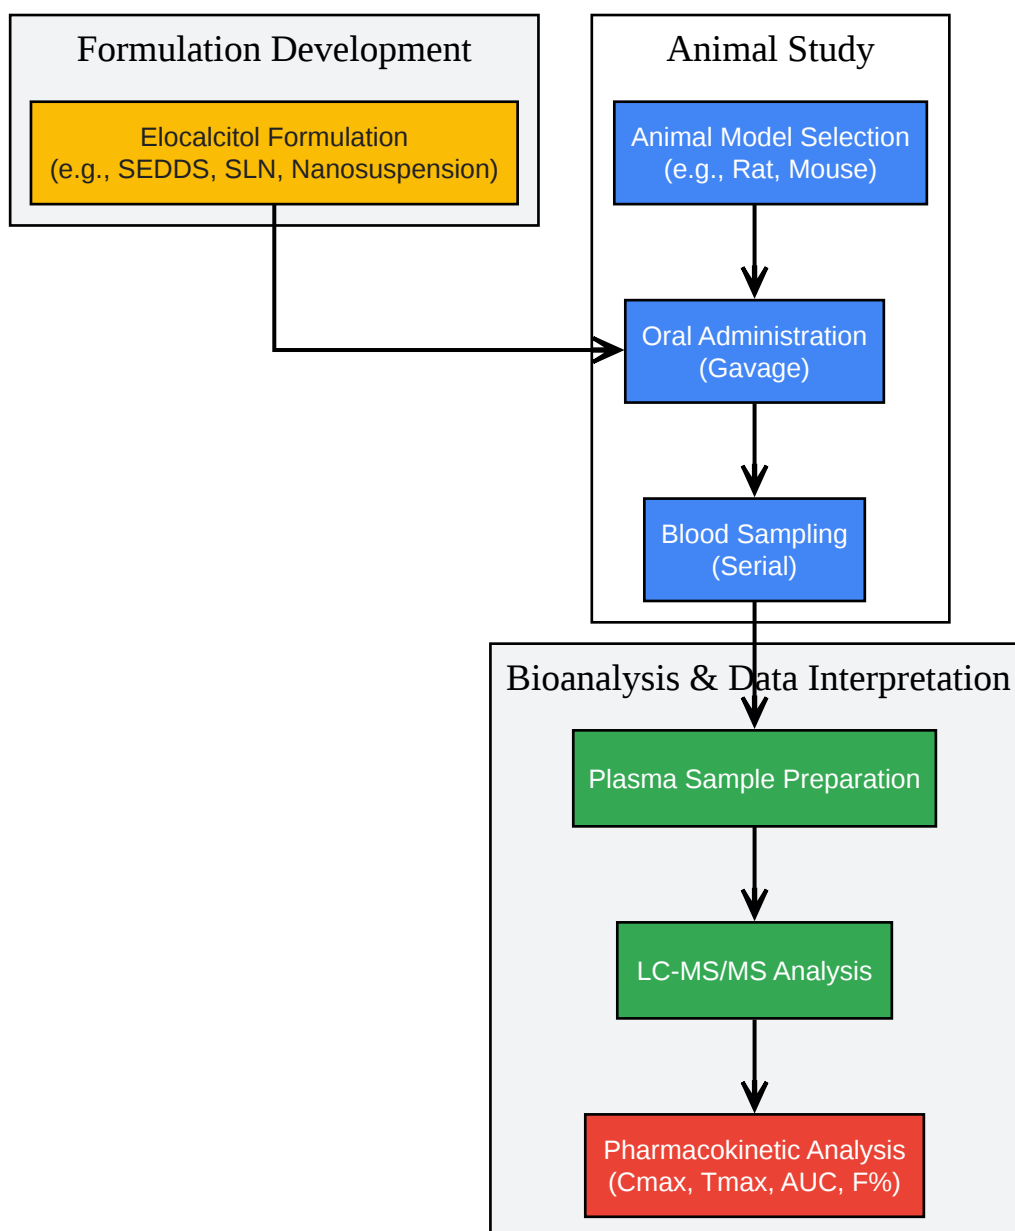 Formulation Development
Elocalcitol Formulation
(e.g., SEDDS, SLN, Nanosuspension)
Animal Study
Animal Model Selection
(e.g., Rat, Mouse)
Oral Administration
(Gavage)
Blood Sampling
(Serial)
Bioanalysis & Data Interpretation
Plasma Sample Preparation
LC-MS/MS Analysis
Pharmacokinetic Analysis
(Cmax, Tmax, AUC, F%)